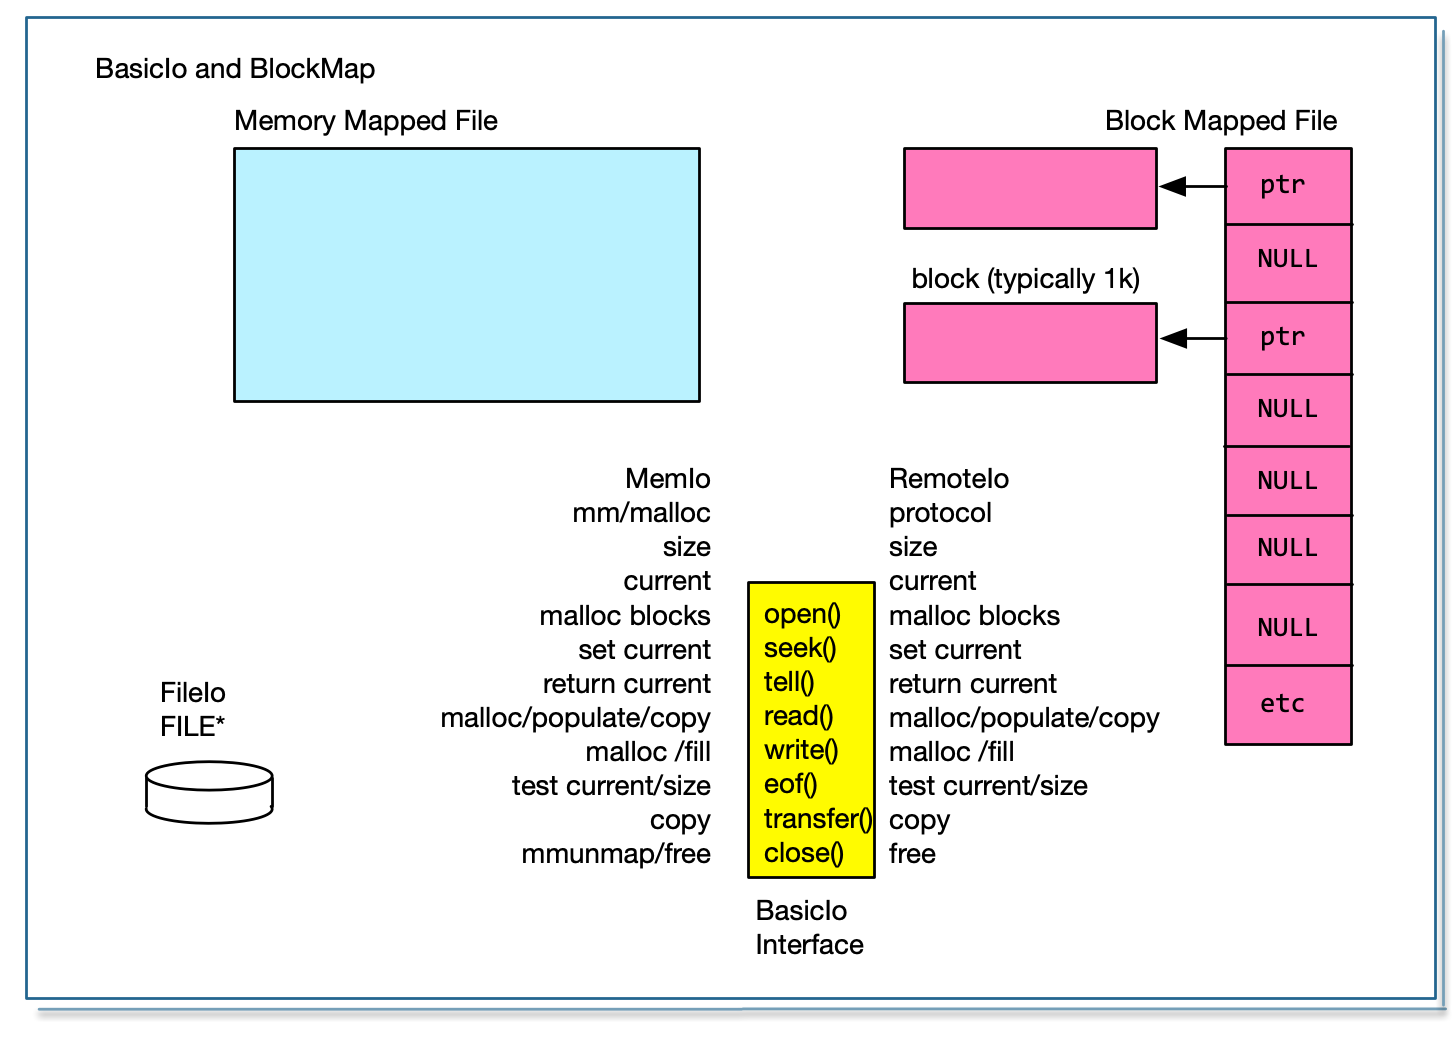 BasicIo and BlockMap
Memory Mapped File
Block Mapped File
ptr
NULL
block (typically 1k)
ptr
NULL
NULL
NULL
NULL
etc
MemIo
mm/malloc
size
current
malloc blocks
set current
return current
malloc/populate/copy
malloc /fill
test current/size
copy
mmunmap/free
open()
seek()
tell()
read()
write()
eof()
transfer()
close()
RemoteIo
protocol
size
current
malloc blocks
set current
return current
malloc/populate/copy
malloc /fill
test current/size
copy
free
FileIo
FILE*
BasicIo
Interface